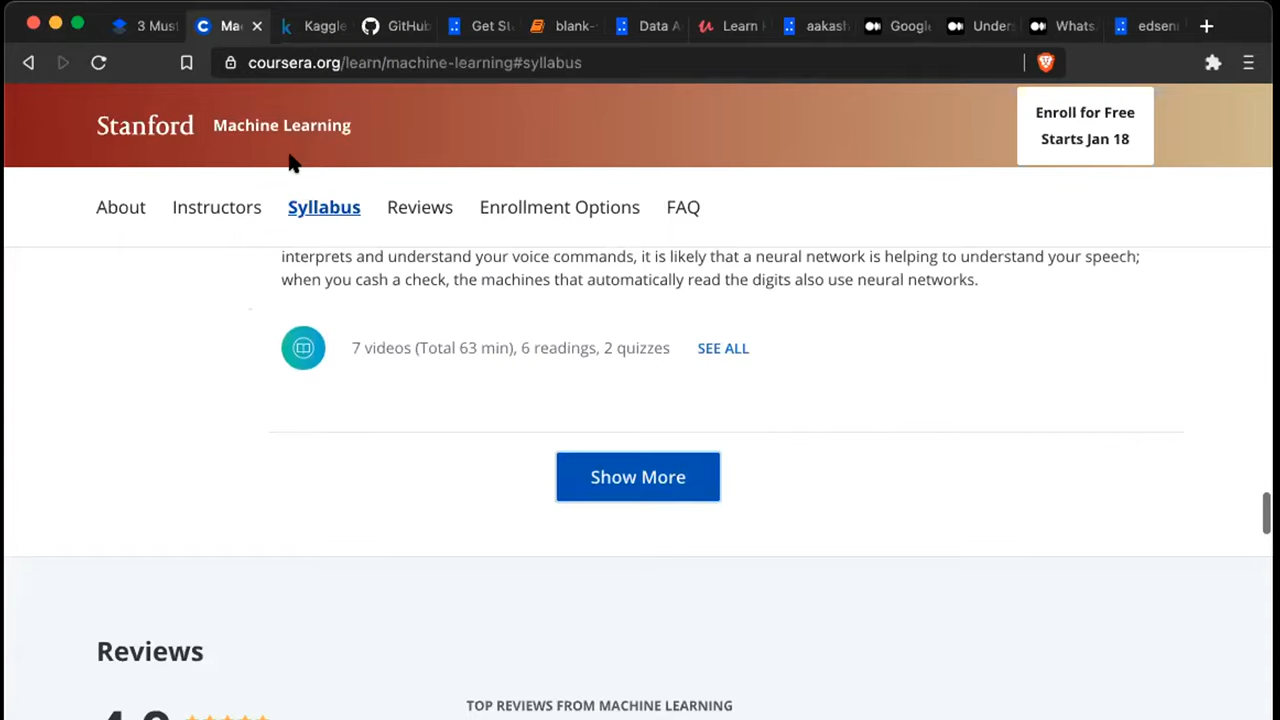 3 Must
Ma
Kaggle
GitHub
Get St
blank-
Data A
Learn
aakash
Google
Unders
Whats
edsen
coursera.org/learn/machine-learning#syllabus
Stanford Machine Learning
Enroll for Free
Starts Jan 18
About Instructors Syllabus Reviews Enrollment Options FAQ
interprets and understand your voice commands, it is likely that a neural network is helping to understand your speech;
when you cash a check, the machines that automatically read the digits also use neural networks.
7 videos (Total 63 min), 6 readings, 2 quizzes SEE ALL
Show More
Reviews
TOP REVIEWS FROM MACHINE LEARNING